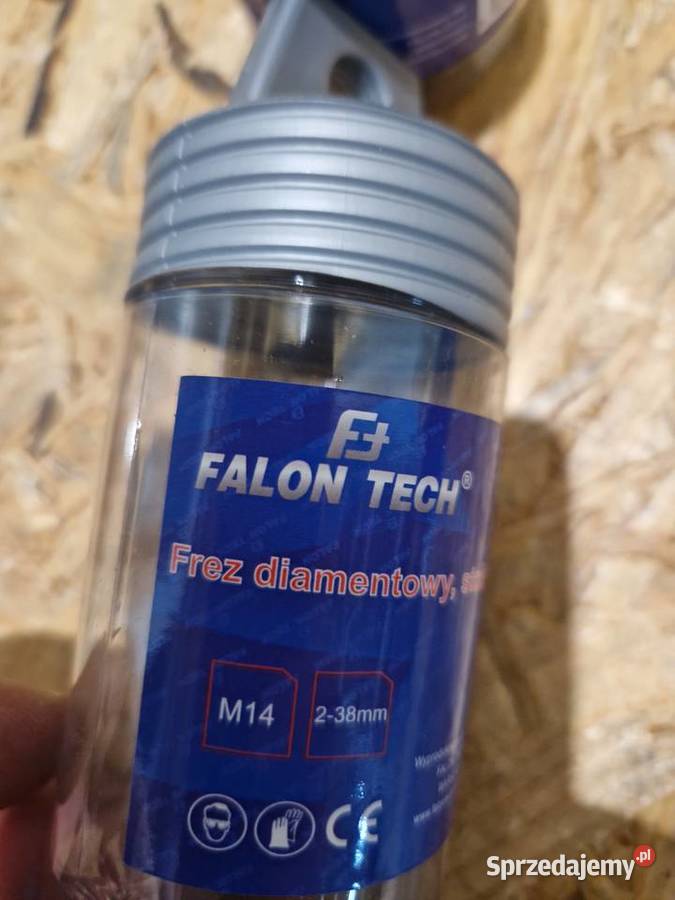 FALON TECH®
Frez diamentowy,
M14
2-38mm
CE
Sprzedajemy.pl